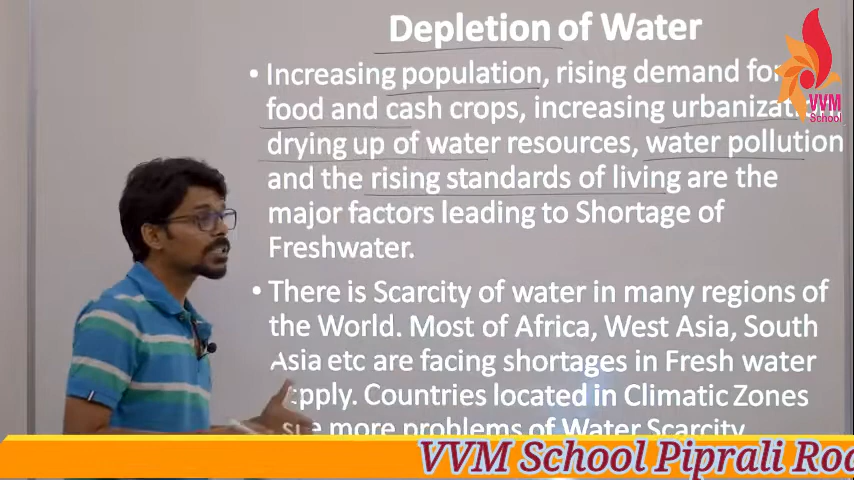 Depletion of Water
• Increasing population, rising demand for
food and cash crops, increasing
drying up of water resources, water pollution
and the rising standards of living are the
major factors leading to Shortage of
Freshwater.
• There is Scarcity of water in many regions of
the World. Most of Africa, West Asia, South
Asia etc are facing shortages in Fresh water
Countries located in Climatic Zones
more problems of Water Scarcity
VVM
School
VVM School Piprali